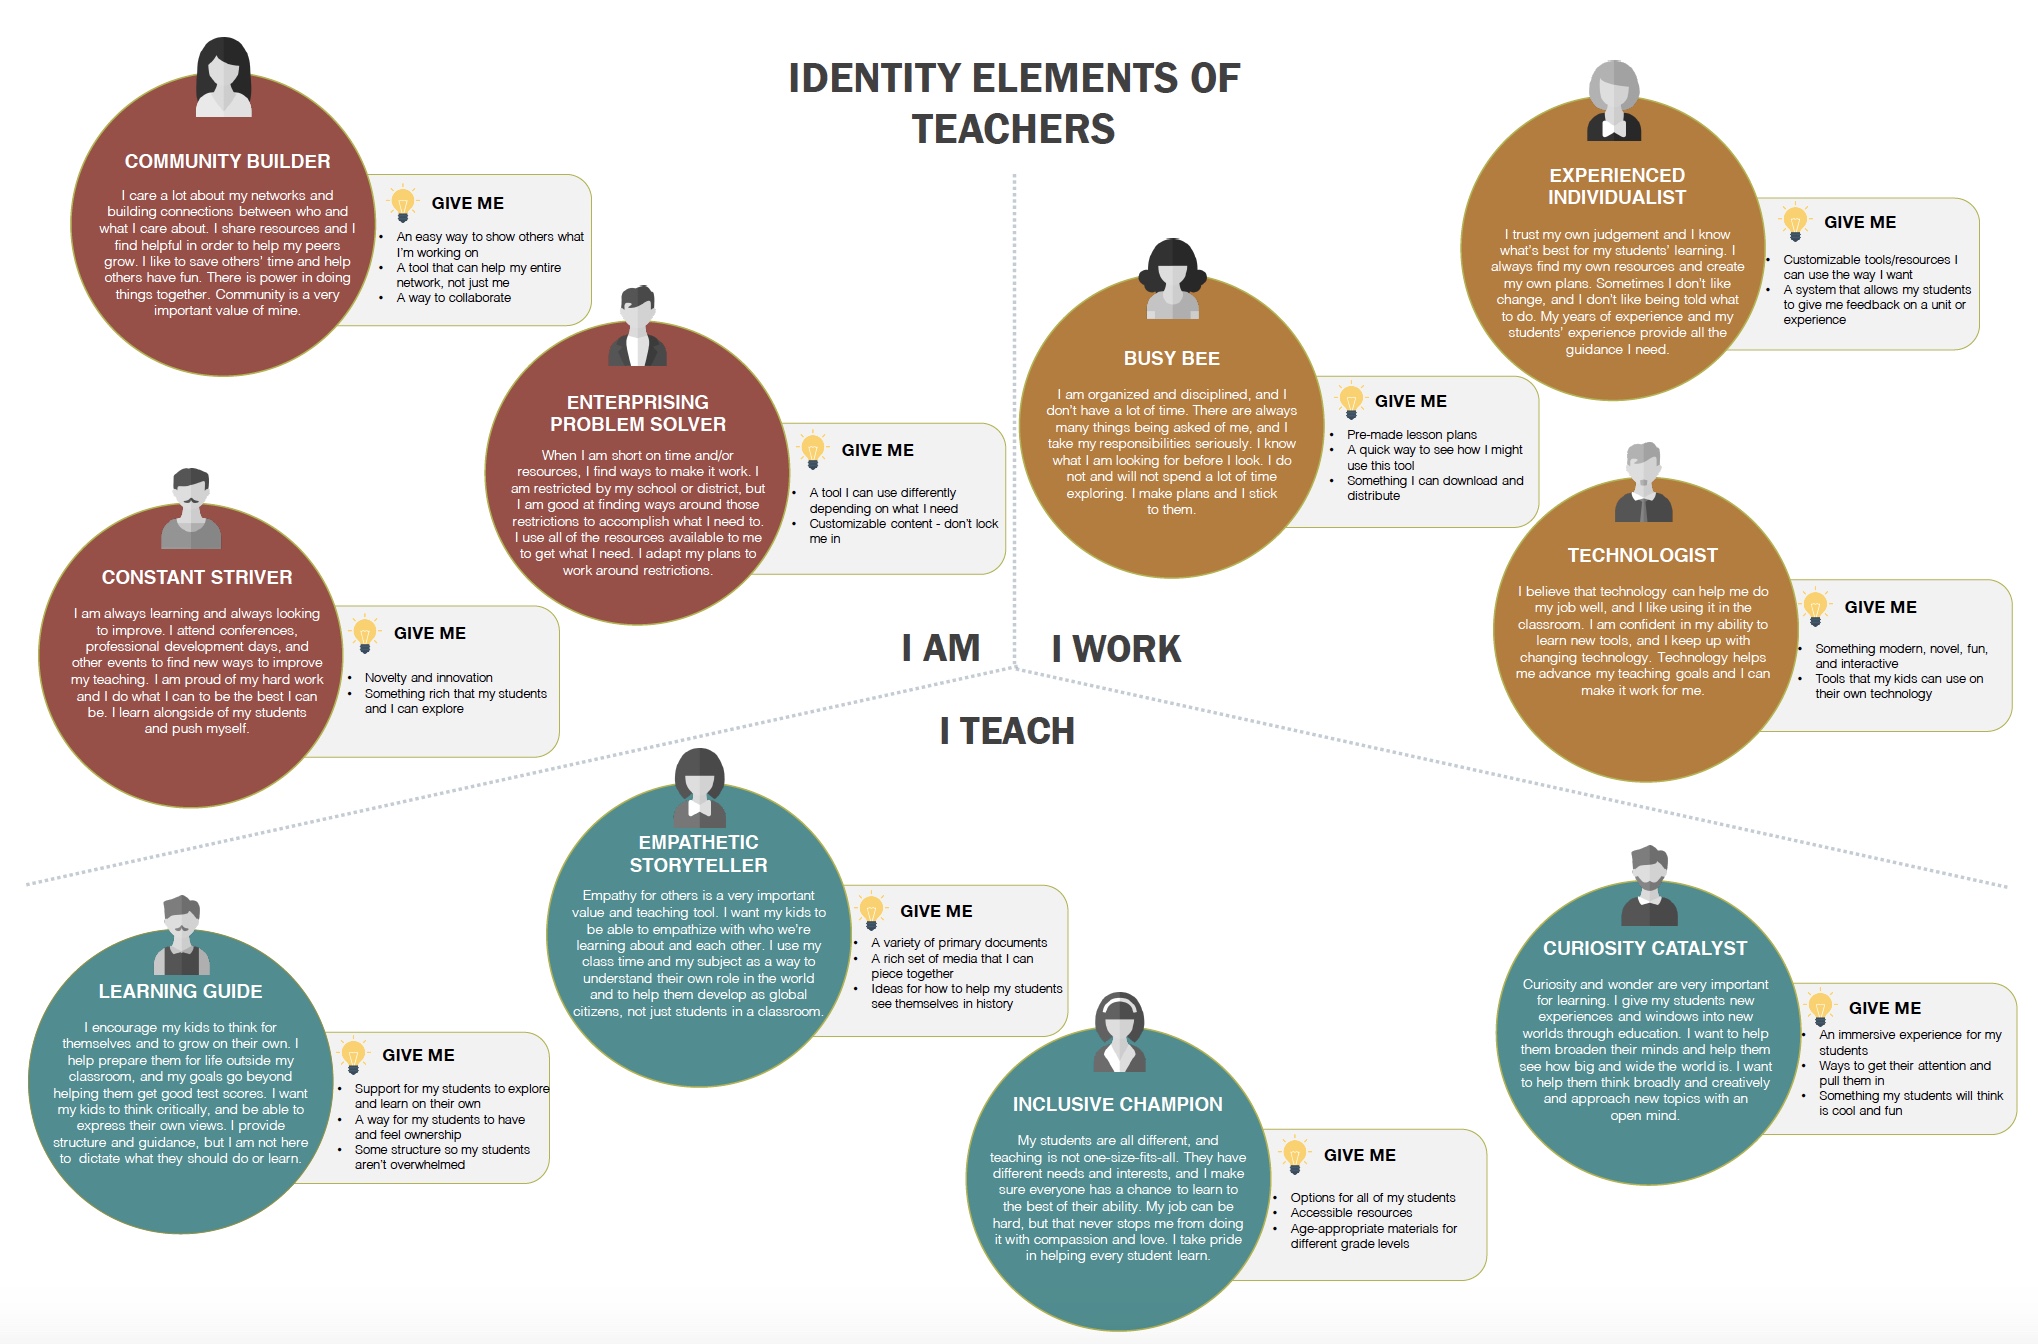 IDENTITY ELEMENTS OF
TEACHERS
COMMUNITY BUILDER
I care a lot about my networks and
building connections between who and
what I care about. I share resources and I
find helpful in order to help my peers
grow. I like to save others' time and help
others have fun. There is power in doing
things together. Community is a very
important value of mine.
GIVE ME
• An easy way to show others what
I'm working on
• A tool that can help my entire
network, not just me
• A way to collaborate
ENTERPRISING
PROBLEM SOLVER
When I am short on time and/or
resources, I find ways to make it work. I
am restricted by my school or district, but
I am good at finding ways around those
restrictions to accomplish what I need to.
I use all of the resources available to me
to get what I need. I adapt my plans to
work around restrictions.
GIVE ME
• A tool I can use differently
depending on what I need
• Customizable content - don't lock
me in
CONSTANT STRIVER
I am always learning and always looking
to improve. I attend conferences,
professional development days, and
other events to find new ways to improve
my teaching. I am proud of my hard work
and I do what I can to be the best I can
be. I learn alongside of my students
and push myself.
GIVE ME
• Novelty and innovation
• Something rich that my students
and I can explore
I AM
I WORK
I TEACH
BUSY BEE
I am organized and disciplined, and I
don't have a lot of time. There are always
many things being asked of me, and I
take my responsibilities seriously. I know
what I am looking for before I look. I do
not and will not spend a lot of time
exploring. I make plans and I stick
to them.
GIVE ME
• Pre-made lesson plans
• A quick way to see how I might
use this tool
• Something I can download and
distribute
EXPERIENCED
INDIVIDUALIST
I trust my own judgement and I know
what's best for my students' learning. I
always find my own resources and create
my own plans. Sometimes I don't like
change, and I don't like being told what
to do. My years of experience and my
students' experience provide all the
guidance I need.
GIVE ME
• Customizable tools/resources I
can use the way I want
• A system that allows my students
to give me feedback on a unit or
experience
TECHNOLOGIST
I believe that technology can help me do
my job well, and I like using it in the
classroom. I am confident in my ability to
learn new tools, and I keep up with
changing technology. Technology helps
me advance my teaching goals and I can
make it work for me.
GIVE ME
• Something modern, novel, fun,
and interactive
• Tools that my kids can use on
their own technology
LEARNING GUIDE
I encourage my kids to think for
themselves and to grow on their own. I
help prepare them for life outside my
classroom, and my goals go beyond
helping them get good test scores. I want
my kids to think critically, and be able to
express their own views. I provide
structure and guidance, but I am not here
to dictate what they should do or learn.
GIVE ME
• Support for my students to explore
and learn on their own
• A way for my students to have
and feel ownership
• Some structure so my students
aren't overwhelmed
EMPATHETIC
STORYTELLER
Empathy for others is a very important
value and teaching tool. I want my kids to
be able to empathize with who we're
learning about and each other. I use my
class time and my subject as a way to
understand their own role in the world
and to help them develop as global
citizens, not just students in a classroom.
GIVE ME
• A variety of primary documents
• A rich set of media that I can
piece together
• Ideas for how to help my students
see themselves in history
INCLUSIVE CHAMPION
My students are all different, and
teaching is not one-size-fits-all. They have
different needs and interests, and I make
sure everyone has a chance to learn to
the best of their ability. My job can be
hard, but that never stops me from doing
it with compassion and love. I take pride
in helping every student learn.
GIVE ME
• Options for all of my students
• Accessible resources
• Age-appropriate materials for
different grade levels
CURIOSITY CATALYST
Curiosity and wonder are very important
for learning. I give my students new
experiences and windows into new
worlds through education. I want to help
them broaden their minds and help them
see how big and wide the world is. I want
to help them think broadly and creatively
and approach new topics with an
open mind.
GIVE ME
• An immersive experience for my
students
• Ways to get their attention and
pull them in
• Something my students will think
is cool and fun